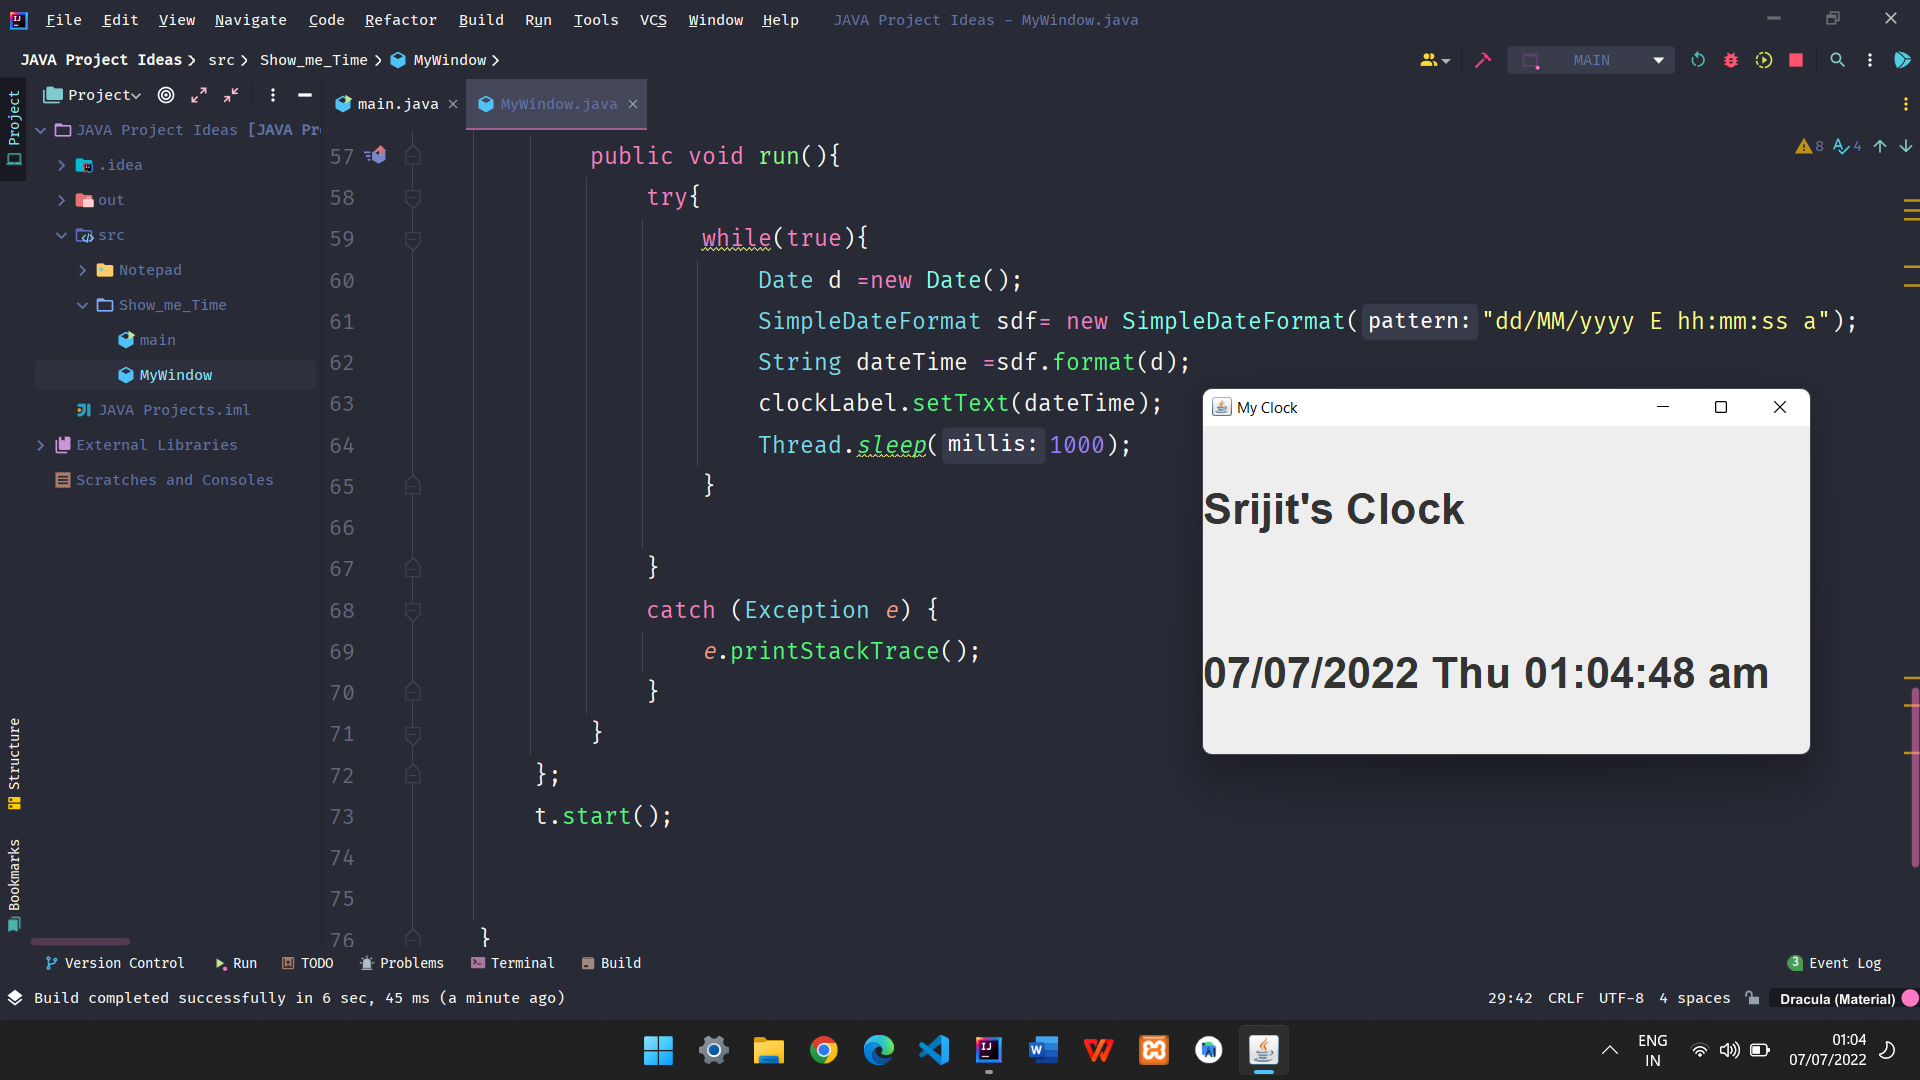 File Edit View Navigate Code Refactor Build Run Tools VCS Window Help JAVA Project Ideas - MyWindow.java
JAVA Project Ideas src Show_me_Time MyWindow MAIN
Project
Project
main.java MyWindow.java
JAVA Project Ideas [JAVA Pr
.idea
out
src
Notepad
Show_me_Time
main
MyWindow
JAVA Projects.iml
External Libraries
Scratches and Consoles
8 4
57 public void run(){
58 try{
59 while(true){
60 Date d =new Date();
61 SimpleDateFormat sdf= new SimpleDateFormat( pattern: "dd/MM/yyyy E hh:mm:ss a");
62 String dateTime =sdf.format(d);
63 clockLabel.setText(dateTime);
64 Thread.sleep( millis: 1000);
65 }
66
67 }
68 catch (Exception e) {
69 e.printStackTrace();
70 }
71 }
72 };
73 t.start();
74
75
76 }
My Clock
Srijit's Clock
07/07/2022 Thu 01:04:48 am
Structure
Bookmarks
Version Control Run TODO Problems Terminal Build 3 Event Log
Build completed successfully in 6 sec, 45 ms (a minute ago) 29:42 CRLF UTF-8 4 spaces Dracula (Material)
ENG
IN
01:04
07/07/2022